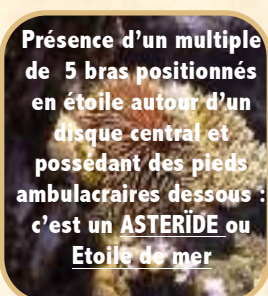 Présence d’un multiple
de 5 bras positionnés
en étoile autour d’un
disque central et
possédant des pieds
ambulacraires dessous :
c’est un ASTERÏDE ou
Etoile de mer